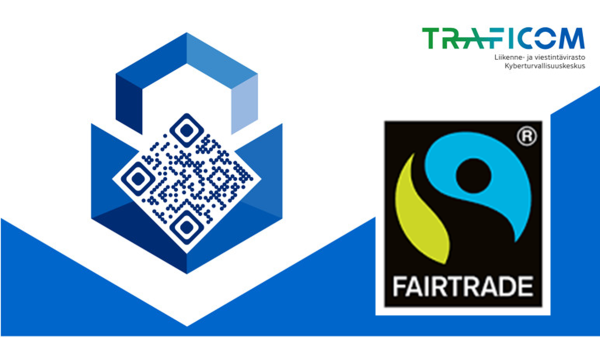 TRAFICOM
Liikenne- ja viestintävirasto
Kyberturvallisuuskeskus
®
FAIRTRADE